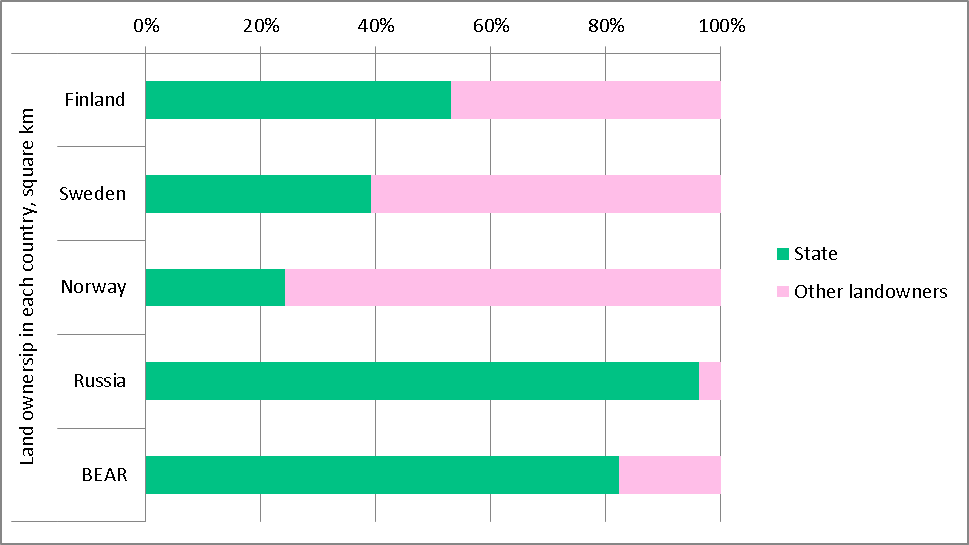 0% 20% 40% 60% 80% 100%
Land ownersip in each country, square km
Finland
Sweden
Norway
Russia
BEAR
State
Other landowners